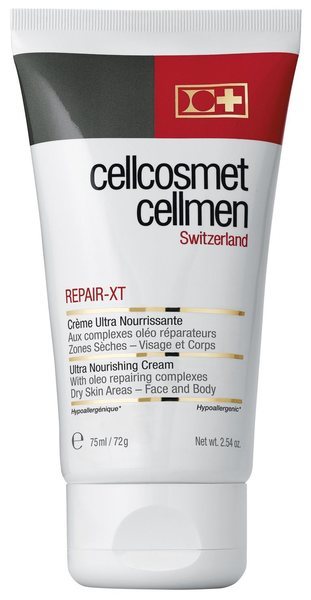 cellcosmet
cellmen
Switzerland
REPAIR-XT
Crème Ultra Nourrissante
Aux complexes oléo réparateurs
Zones Sèches – Visage et Corps
Ultra Nourishing Cream
With oleo repairing complexes
Dry Skin Areas – Face and Body
Hypoallergénique* Hypoallergenic*
℮ 75ml / 72g Net wt. 2.54 oz.